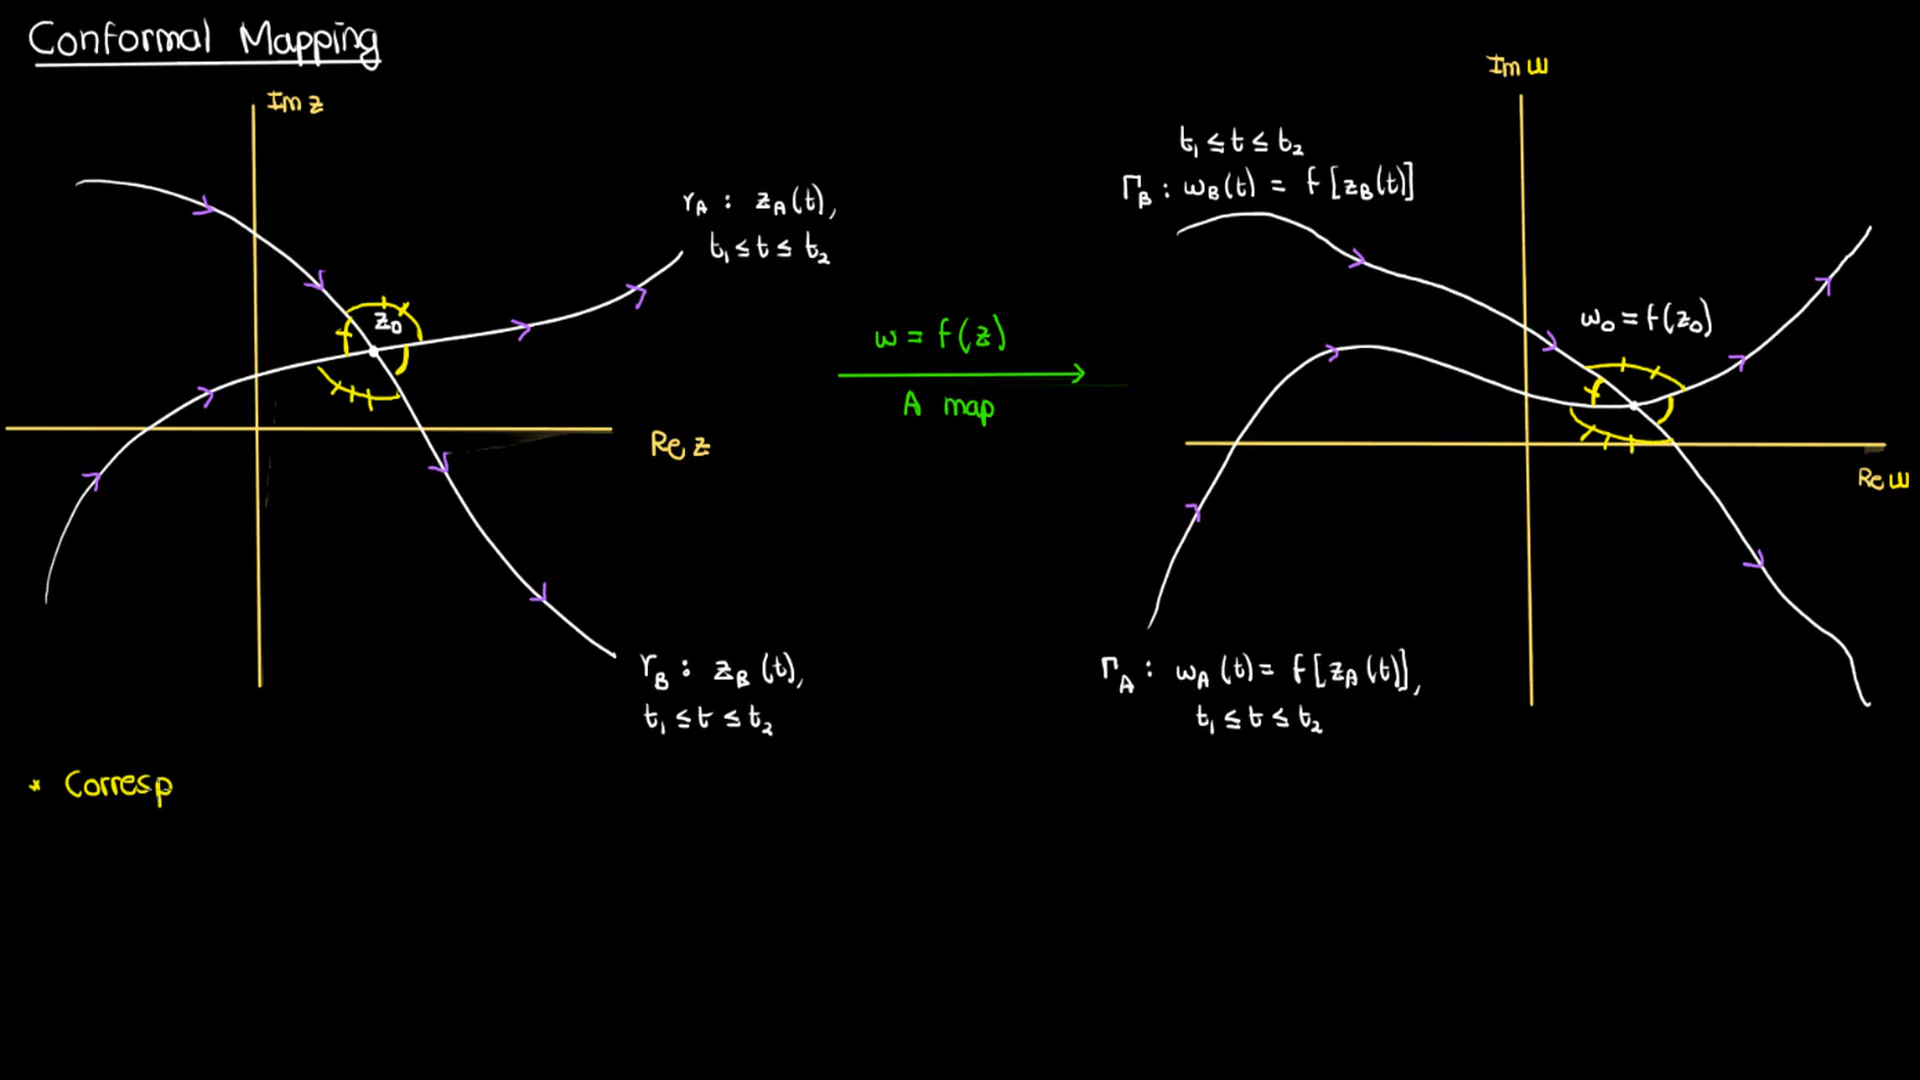 Conformal Mapping
Im z
γA : zA(t),
t₁ ≤ t ≤ t₂
z₀
Re z
γB : zB(t),
t₁ ≤ t ≤ t₂
w = f(z)
A map
Im w
t₁ ≤ t ≤ t₂
ΓB : wB(t) = f[zB(t)]
w₀ = f(z₀)
Re w
ΓA : wA(t) = f[zA(t)],
t₁ ≤ t ≤ t₂
* Corresp